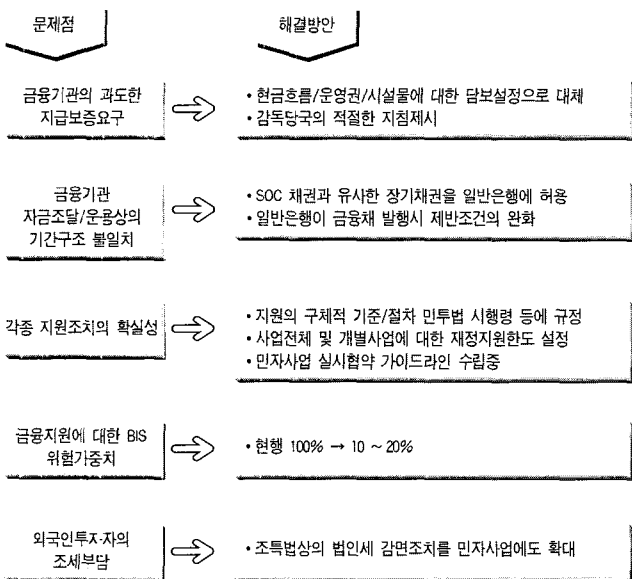 문제점
해결방안
금융기관의 과도한
지급보증요구
• 현금흐름/운영권/시설물에 대한 담보설정으로 대체
• 감독당국의 적절한 지침제시
금융기관
자금조달/운용상의
기간구조 불일치
• SOC 채권과 유사한 장기채권을 일반은행에 허용
• 일반은행이 금융채 발행시 제반조건의 완화
각종 지원조치의 확실성
• 지원의 구체적 기준/절차 민투법 시행령 등에 규정
• 사업전체 및 개별사업에 대한 재정지원한도 설정
• 민자사업 실시협약 가이드라인 수립중
금융지원에 대한 BIS
위험가중치
• 현행 100% → 10 ~ 20%
외국인투자자의
조세부담
• 조특법상의 법인세 감면조치를 민자사업에도 확대